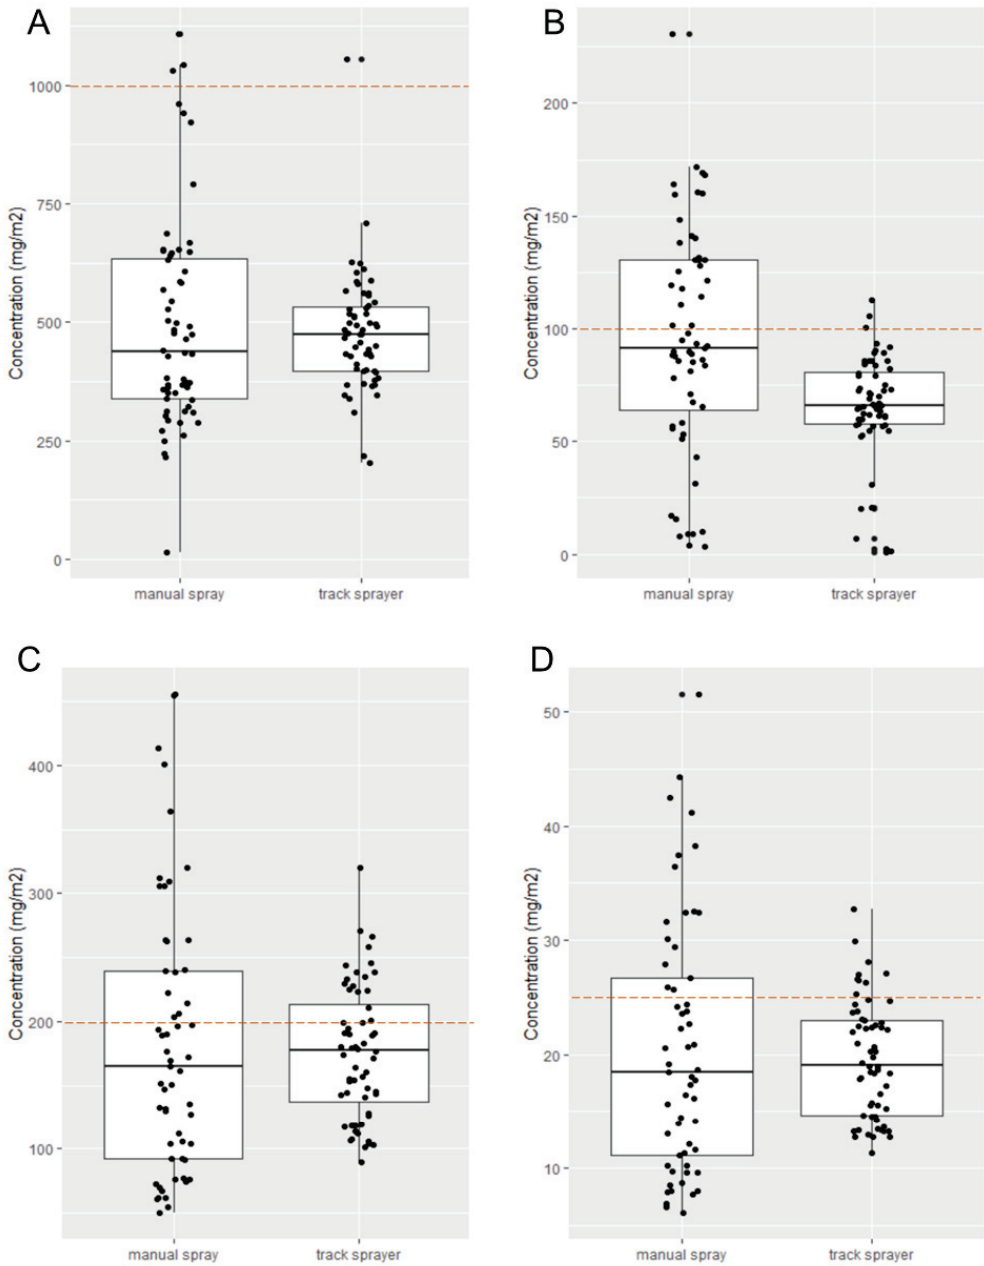 A
Concentration (mg/m2)
1000
750
500
250
0
manual spray
track sprayer
B
Concentration (mg/m2)
200
150
100
50
0
manual spray
track sprayer
C
Concentration (mg/m2)
400
300
200
100
manual spray
track sprayer
D
Concentration (mg/m2)
50
40
30
20
10
manual spray
track sprayer